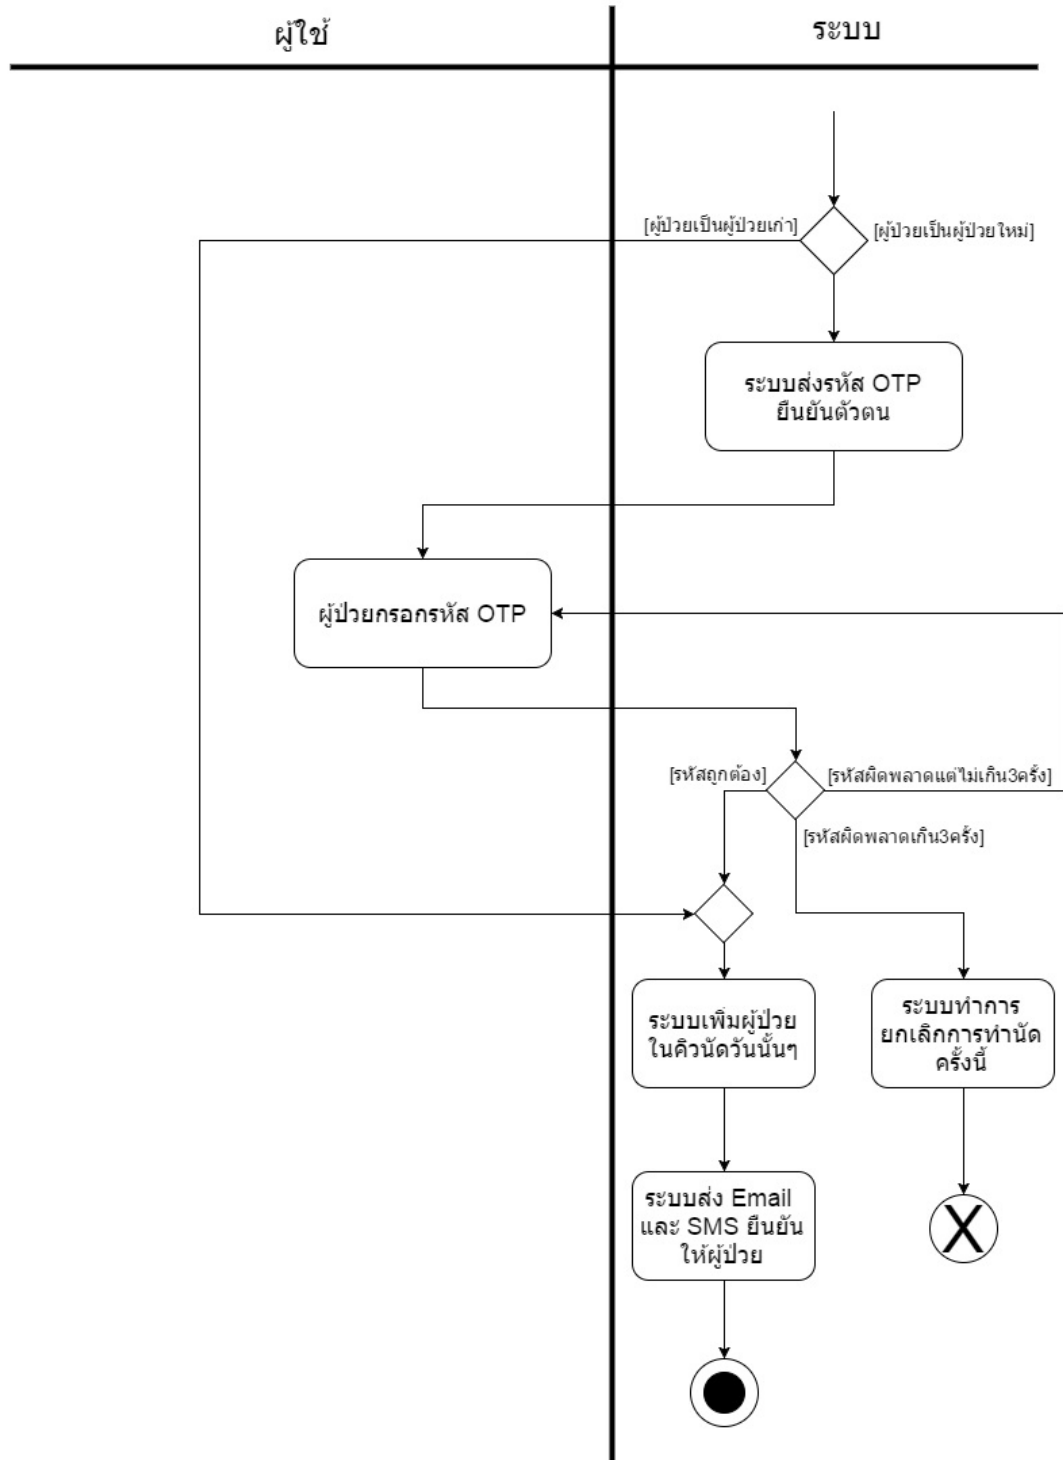 ผู้ใช้
ระบบ
[ผู้ป่วยเป็นผู้ป่วยเก่า]
[ผู้ป่วยเป็นผู้ป่วยใหม่]
ระบบส่งรหัส OTP
ยืนยันตัวตน
ผู้ป่วยกรอกรหัส OTP
[รหัสถูกต้อง]
[รหัสผิดพลาดแต่ไม่เกิน3ครั้ง]
[รหัสผิดพลาดเกิน3ครั้ง]
ระบบเพิ่มผู้ป่วย
ในคิวนัดวันนั้นๆ
ระบบทำการ
ยกเลิกการทำนัด
ครั้งนี้
ระบบส่ง Email
และ SMS ยืนยัน
ให้ผู้ป่วย
X